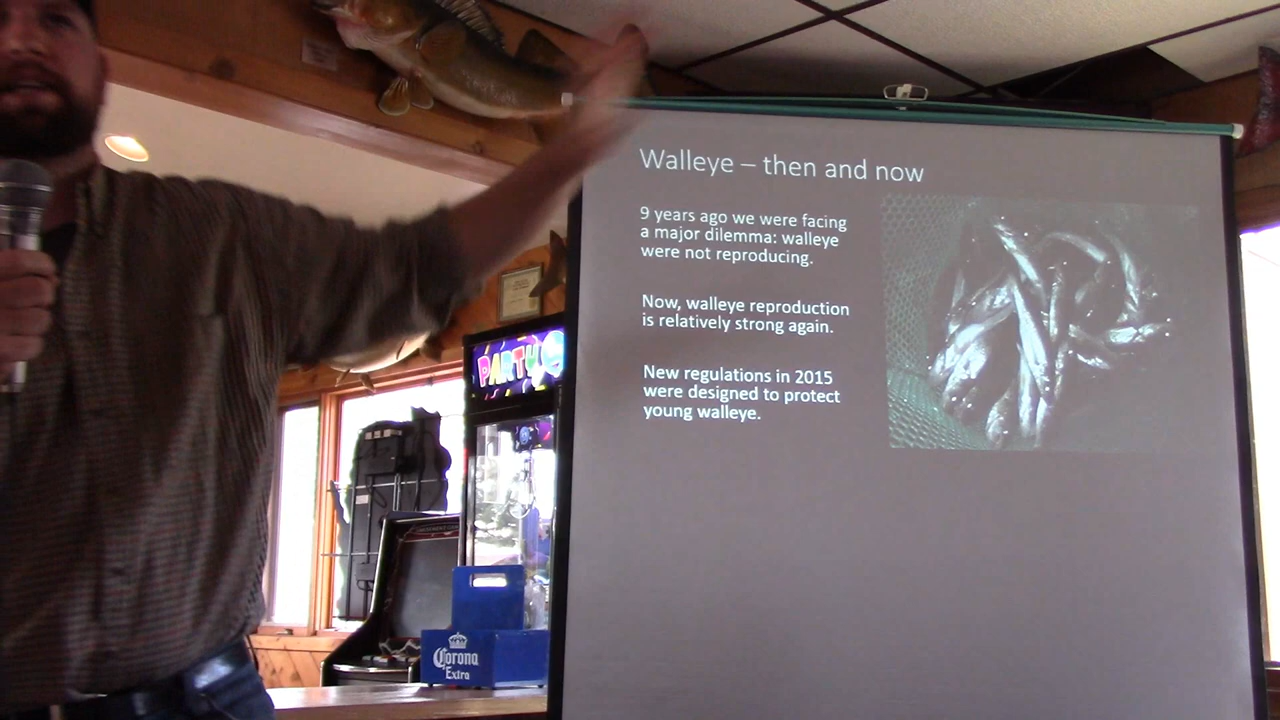 Walleye – then and now
9 years ago we were facing
a major dilemma: walleye
were not reproducing.
Now, walleye reproduction
is relatively strong again.
New regulations in 2015
were designed to protect
young walleye.
PARTY
Corona
Extra